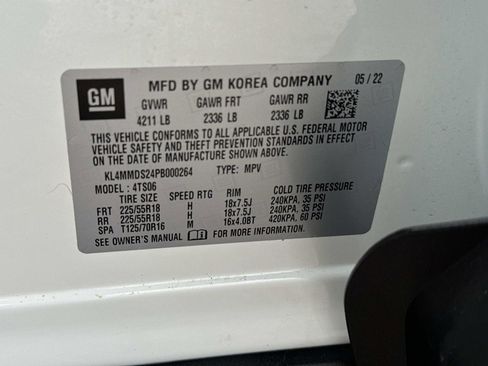 GM MFD BY GM KOREA COMPANY 05 / 22
GVWR GAWR FRT GAWR RR
4211 LB 2336 LB 2336 LB
THIS VEHICLE CONFORMS TO ALL APPLICABLE U.S. FEDERAL MOTOR
VEHICLE SAFETY AND THEFT PREVENTION STANDARDS IN EFFECT
ON THE DATE OF MANUFACTURE SHOWN ABOVE.
KL4MMDS24PB000264 TYPE: MPV
MODEL : 4TS06
TIRE SIZE SPEED RTG RIM COLD TIRE PRESSURE
FRT 225/55R18 H 18x7.5J 240KPA, 35 PSI
RR 225/55R18 H 18x7.5J 240KPA, 35 PSI
SPA T125/70R16 M 16x4.0BT 420KPA, 60 PSI
SEE OWNER'S MANUAL FOR MORE INFORMATION